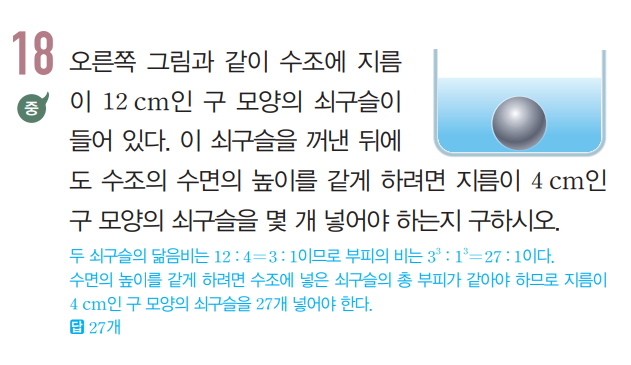 18
오른쪽 그림과 같이 수조에 지름
중
이 12 cm인 구 모양의 쇠구슬이
들어 있다. 이 쇠구슬을 꺼낸 뒤에
도 수조의 수면의 높이를 같게 하려면 지름이 4 cm인
구 모양의 쇠구슬을 몇 개 넣어야 하는지 구하시오.
두 쇠구슬의 닮음비는 12 : 4=3 : 1이므로 부피의 비는 3³ : 1³=27 : 1이다.
수면의 높이를 같게 하려면 수조에 넣은 쇠구슬의 총 부피가 같아야 하므로 지름이
4 cm인 구 모양의 쇠구슬을 27개 넣어야 한다.
답 27개